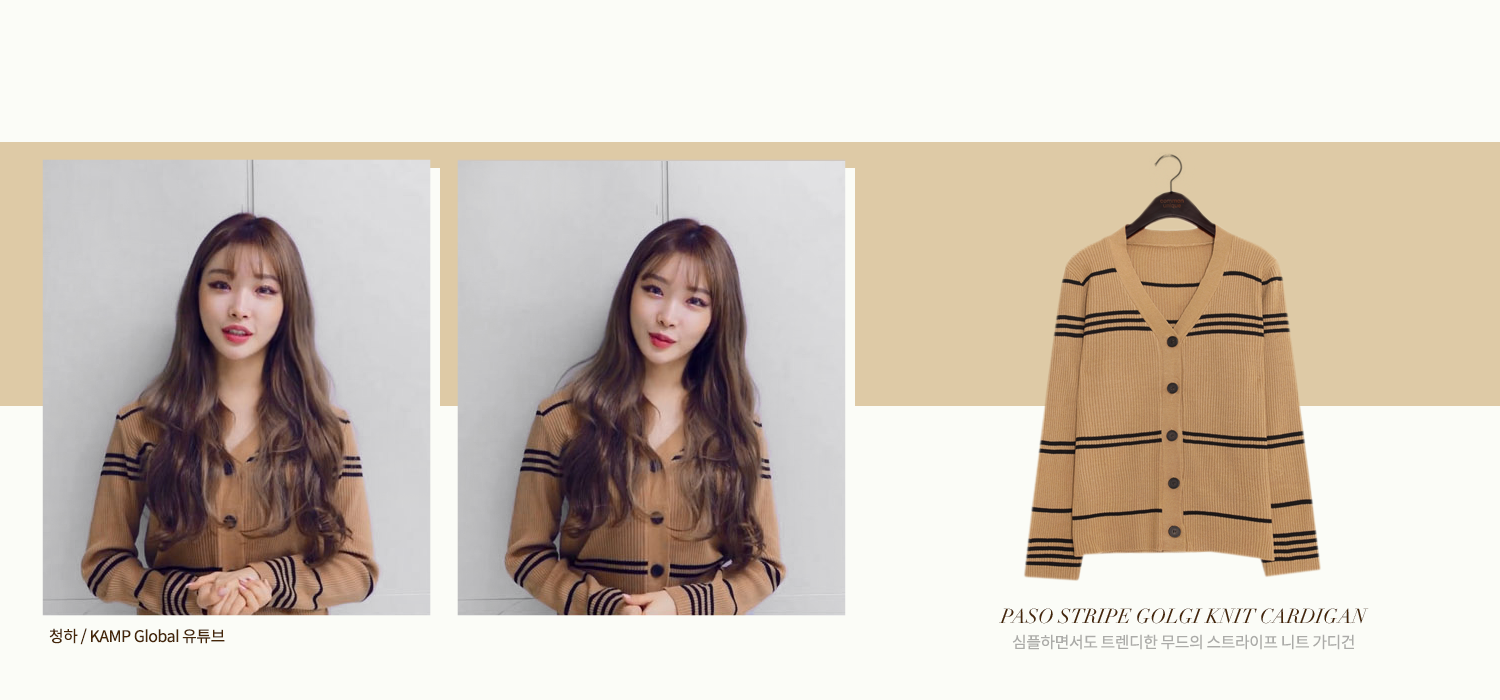 청하 / KAMP Global 유튜브
PASO STRIPE GOLGI KNIT CARDIGAN
심플하면서도 트렌디한 무드의 스트라이프 니트 가디건